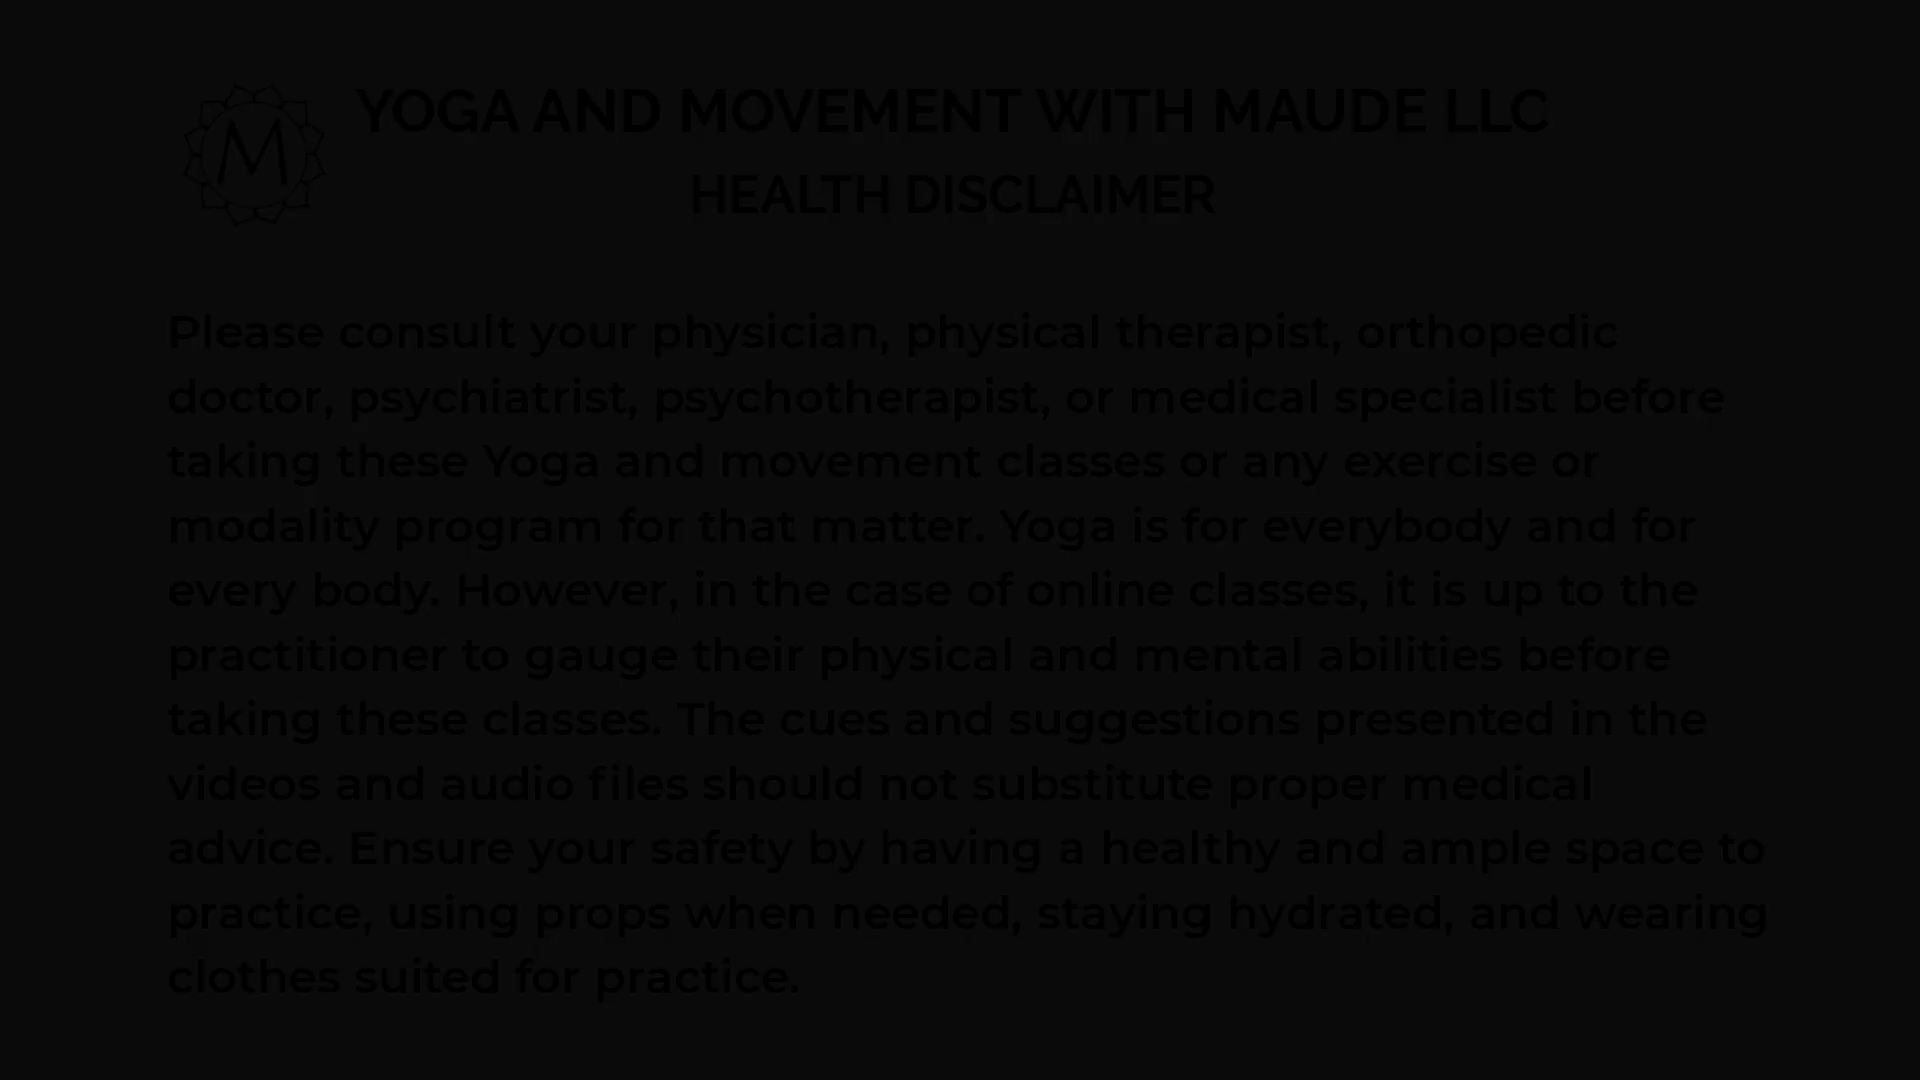 M
YOGA AND MOVEMENT WITH MAUDE LLC
HEALTH DISCLAIMER
Please consult your physician, physical therapist, orthopedic
doctor, psychiatrist, psychotherapist, or medical specialist before
taking these Yoga and movement classes or any exercise or
modality program for that matter. Yoga is for everybody and for
every body. However, in the case of online classes, it is up to the
practitioner to gauge their physical and mental abilities before
taking these classes. The cues and suggestions presented in the
videos and audio files should not substitute proper medical
advice. Ensure your safety by having a healthy and ample space to
practice, using props when needed, staying hydrated, and wearing
clothes suited for practice.